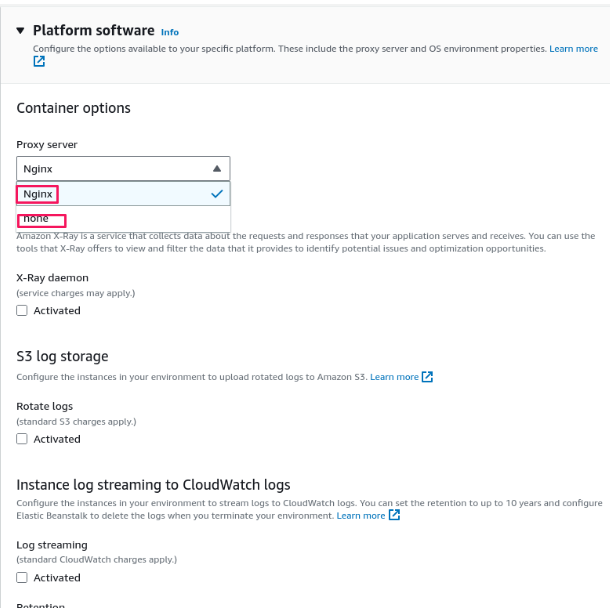 Platform software Info
Configure the options available to your specific platform. These include the proxy server and OS environment properties. Learn more
Container options
Proxy server
Nginx
Nginx
none
Amazon X-Ray is a service that collects data about the requests and responses that your application serves and receives. You can use the
tools that X-Ray offers to view and filter the data that it provides to identify potential issues and optimization opportunities.
X-Ray daemon
(service charges may apply.)
Activated
S3 log storage
Configure the instances in your environment to upload rotated logs to Amazon S3. Learn more
Rotate logs
(standard S3 charges apply.)
Activated
Instance log streaming to CloudWatch logs
Configure the instances in your environment to stream logs to CloudWatch logs. You can set the retention to up to 10 years and configure
Elastic Beanstalk to delete the logs when you terminate your environment. Learn more
Log streaming
(standard CloudWatch charges apply.)
Activated
Retention